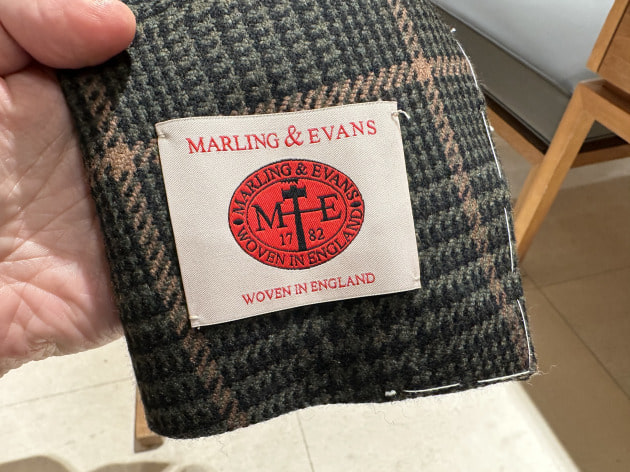 MARLING & EVANS
MARLING & EVANS
M E
17 82
WOVEN IN ENGLAND
WOVEN IN ENGLAND